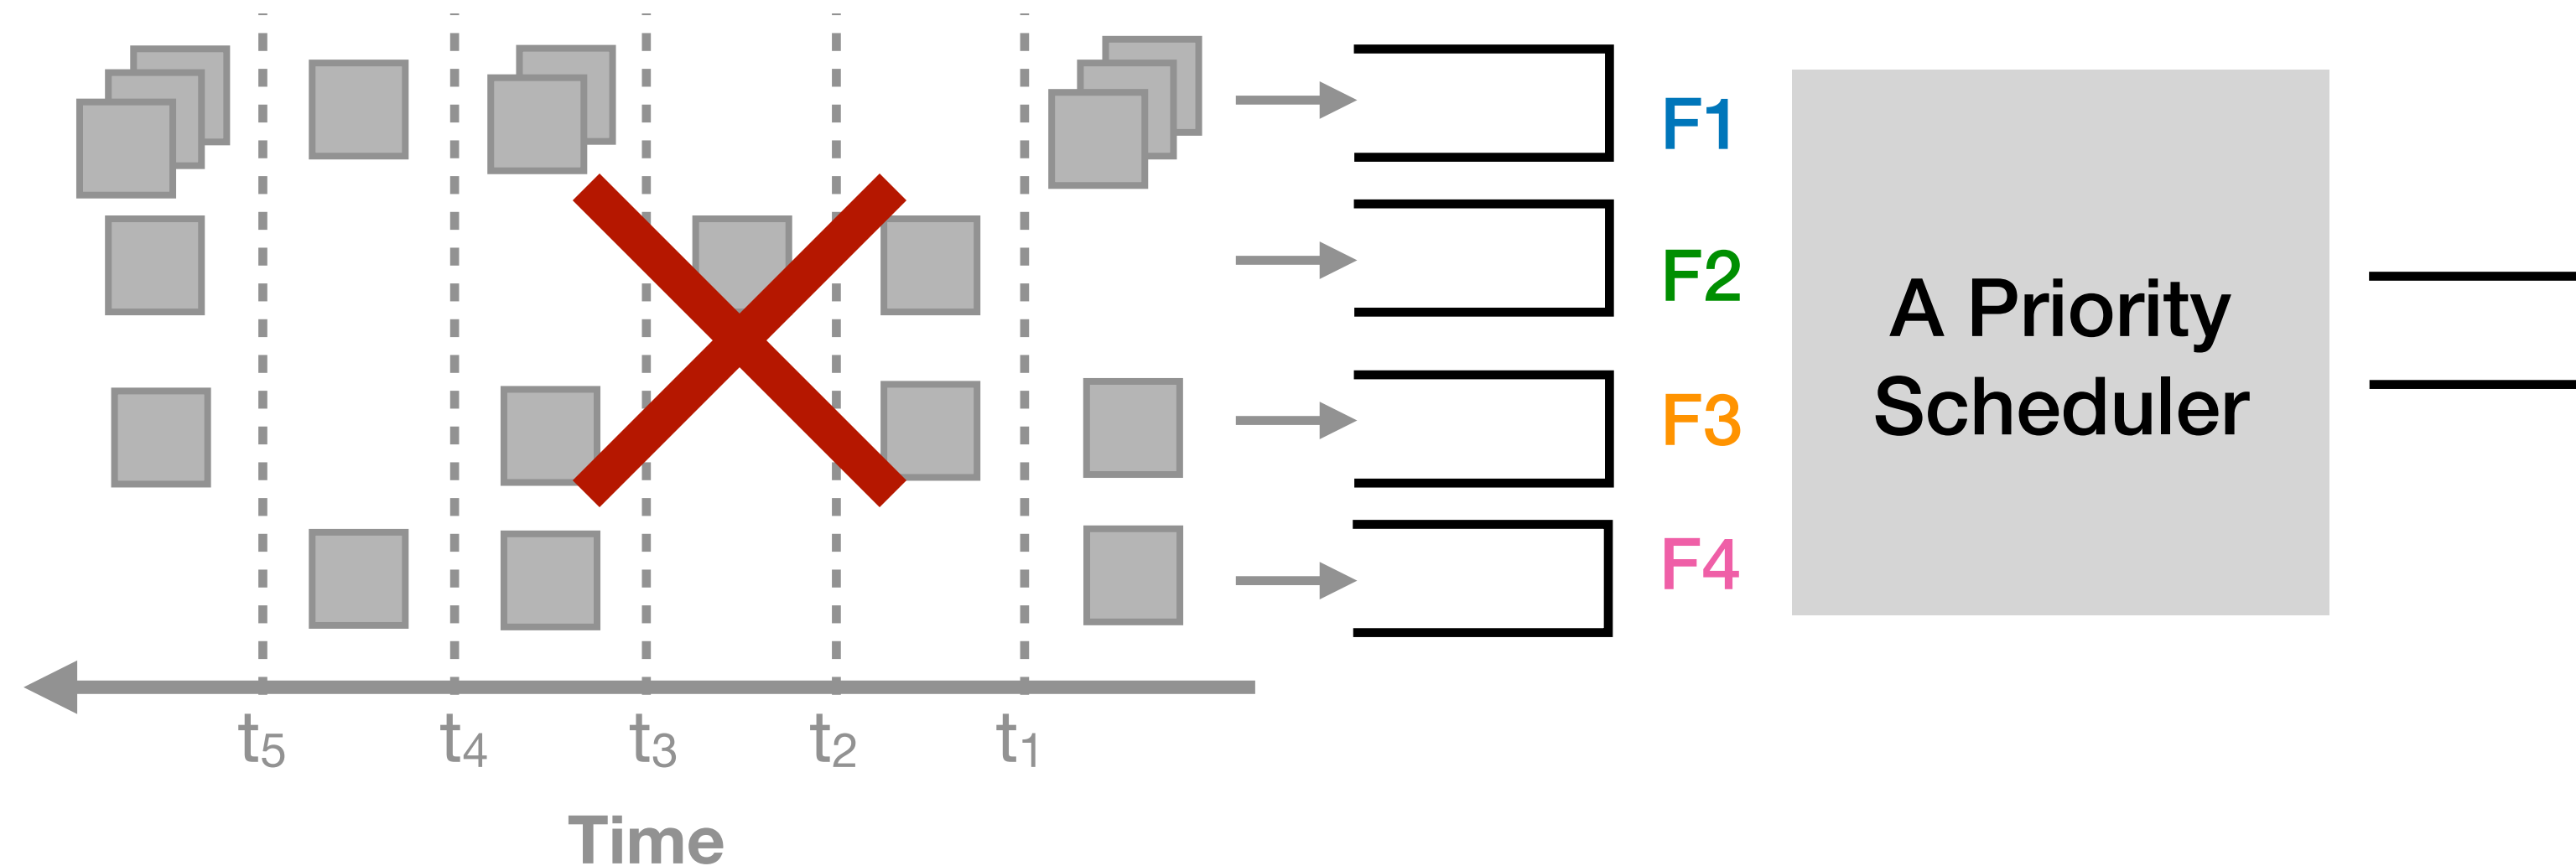 F1
F2
F3
F4
A Priority
Scheduler
t5 t4 t3 t2 t1
Time